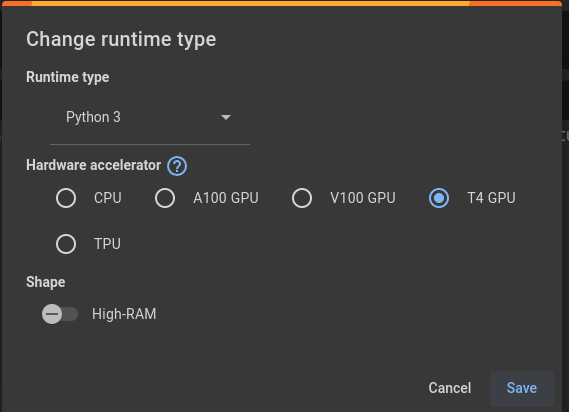 Change runtime type
Runtime type
Python 3
Hardware accelerator ?
CPU A100 GPU V100 GPU T4 GPU
TPU
Shape
High-RAM
Cancel Save